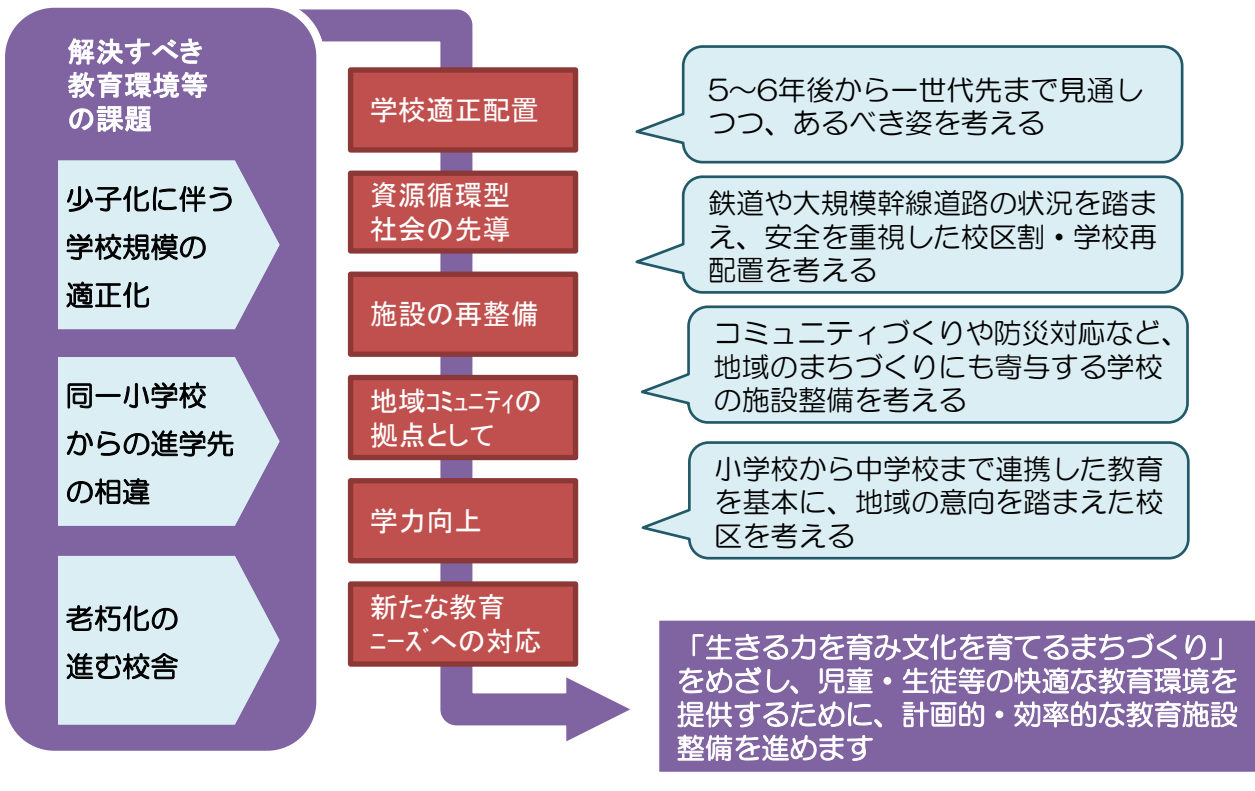 解決すべき
教育環境等
の課題
少子化に伴う
学校規模の
適正化
同一小学校
からの進学先
の相違
老朽化の
進む校舎
学校適正配置
資源循環型
社会の先導
施設の再整備
地域ｺﾐｭﾆﾃｨの
拠点として
学力向上
新たな教育
ﾆｰｽﾞへの対応
5～6年後から一世代先まで見通し
つつ、あるべき姿を考える
鉄道や大規模幹線道路の状況を踏ま
え、安全を重視した校区割・学校再
配置を考える
コミュニティづくりや防災対応など、
地域のまちづくりにも寄与する学校
の施設整備を考える
小学校から中学校まで連携した教育
を基本に、地域の意向を踏まえた校
区を考える
「生きる力を育み文化を育てるまちづくり」
をめざし、児童・生徒等の快適な教育環境を
提供するために、計画的・効率的な教育施設
整備を進めます